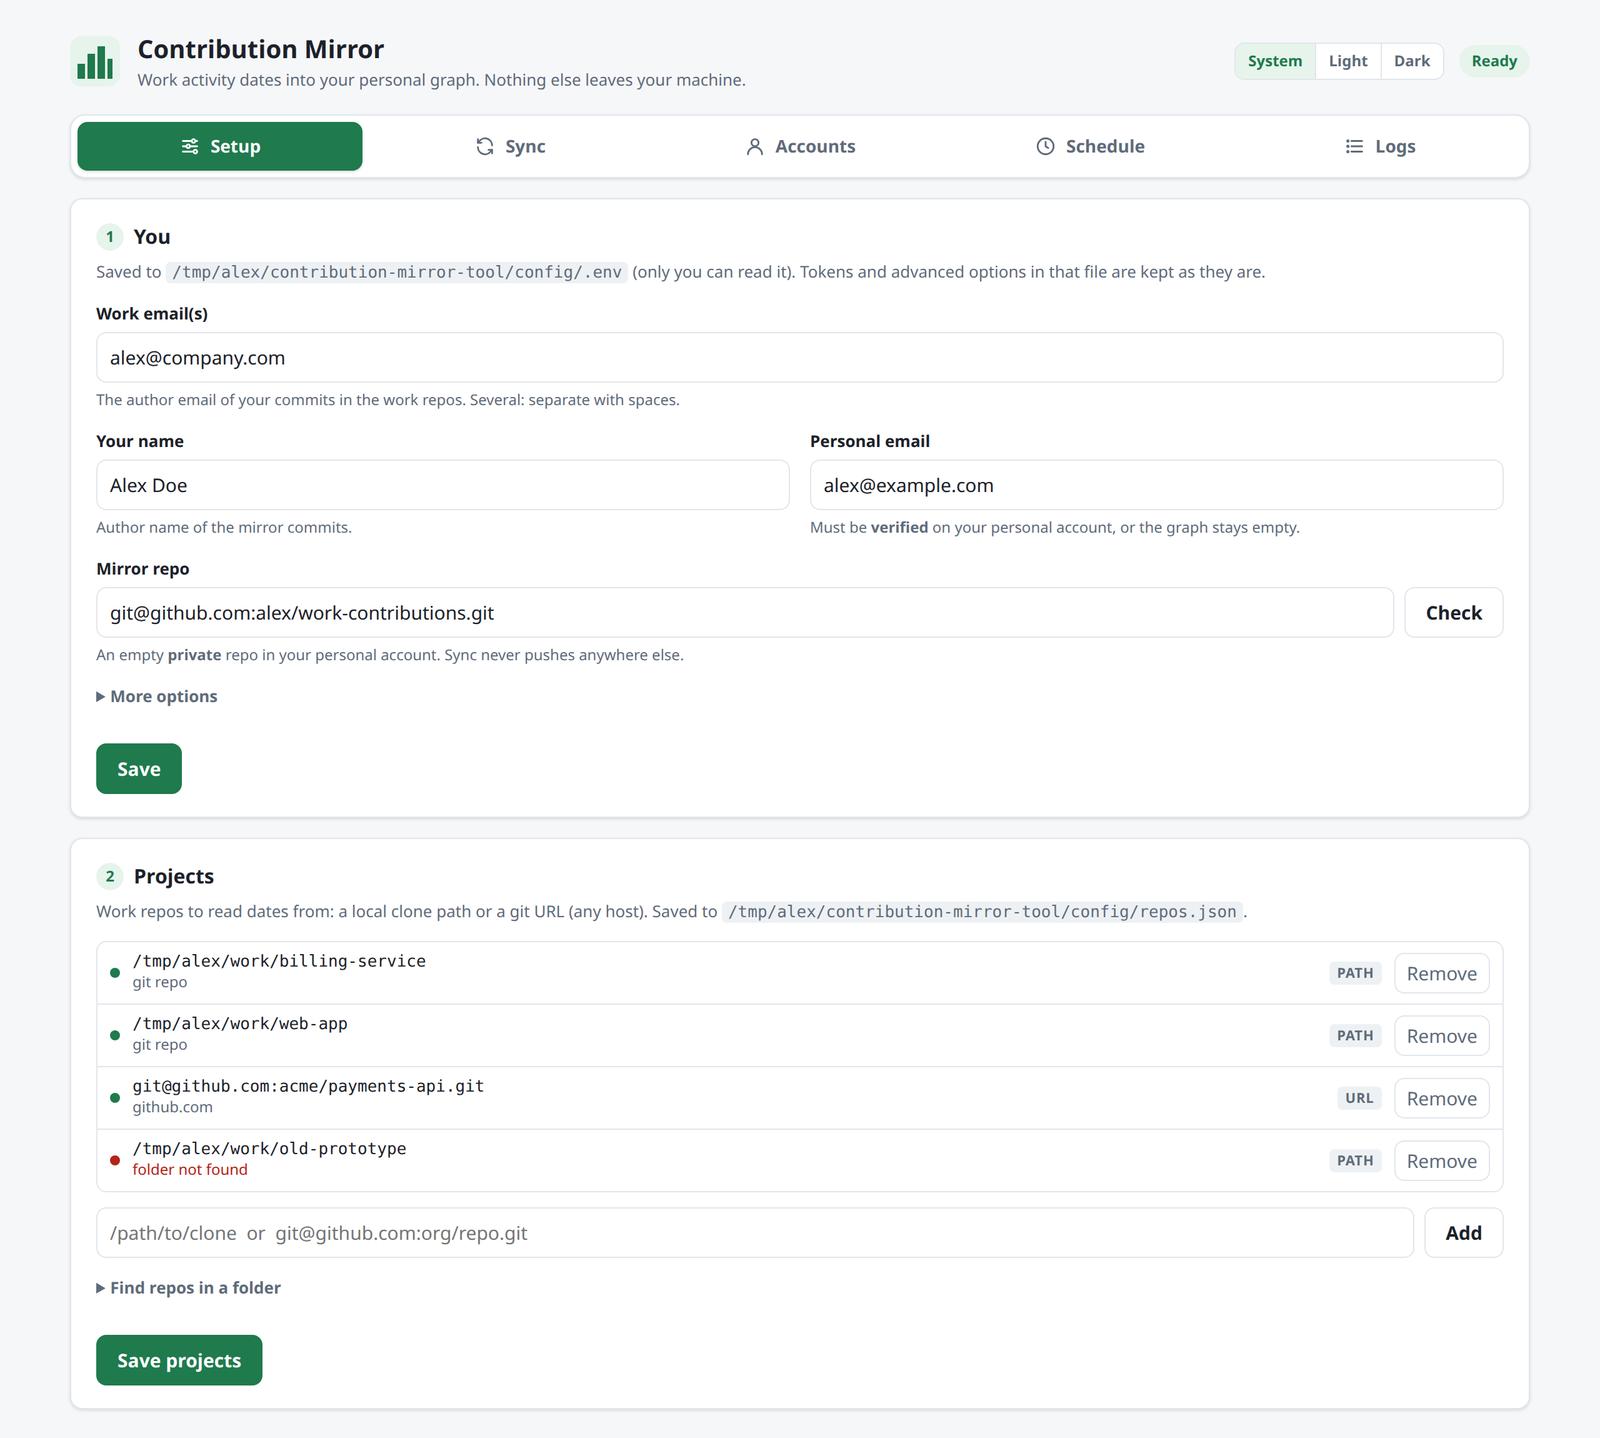 Contribution Mirror
Work activity dates into your personal graph. Nothing else leaves your machine.
System Light Dark Ready
Setup Sync Accounts Schedule Logs
1 You
Saved to /tmp/alex/contribution-mirror-tool/config/.env (only you can read it). Tokens and advanced options in that file are kept as they are.
Work email(s)
alex@company.com
The author email of your commits in the work repos. Several: separate with spaces.
Your name
Alex Doe
Author name of the mirror commits.
Personal email
alex@example.com
Must be verified on your personal account, or the graph stays empty.
Mirror repo
git@github.com:alex/work-contributions.git Check
An empty private repo in your personal account. Sync never pushes anywhere else.
More options
Save
2 Projects
Work repos to read dates from: a local clone path or a git URL (any host). Saved to /tmp/alex/contribution-mirror-tool/config/repos.json.
/tmp/alex/work/billing-service
git repo
PATH Remove
/tmp/alex/work/web-app
git repo
PATH Remove
git@github.com:acme/payments-api.git
github.com
URL Remove
/tmp/alex/work/old-prototype
folder not found
PATH Remove
/path/to/clone or git@github.com:org/repo.git Add
Find repos in a folder
Save projects